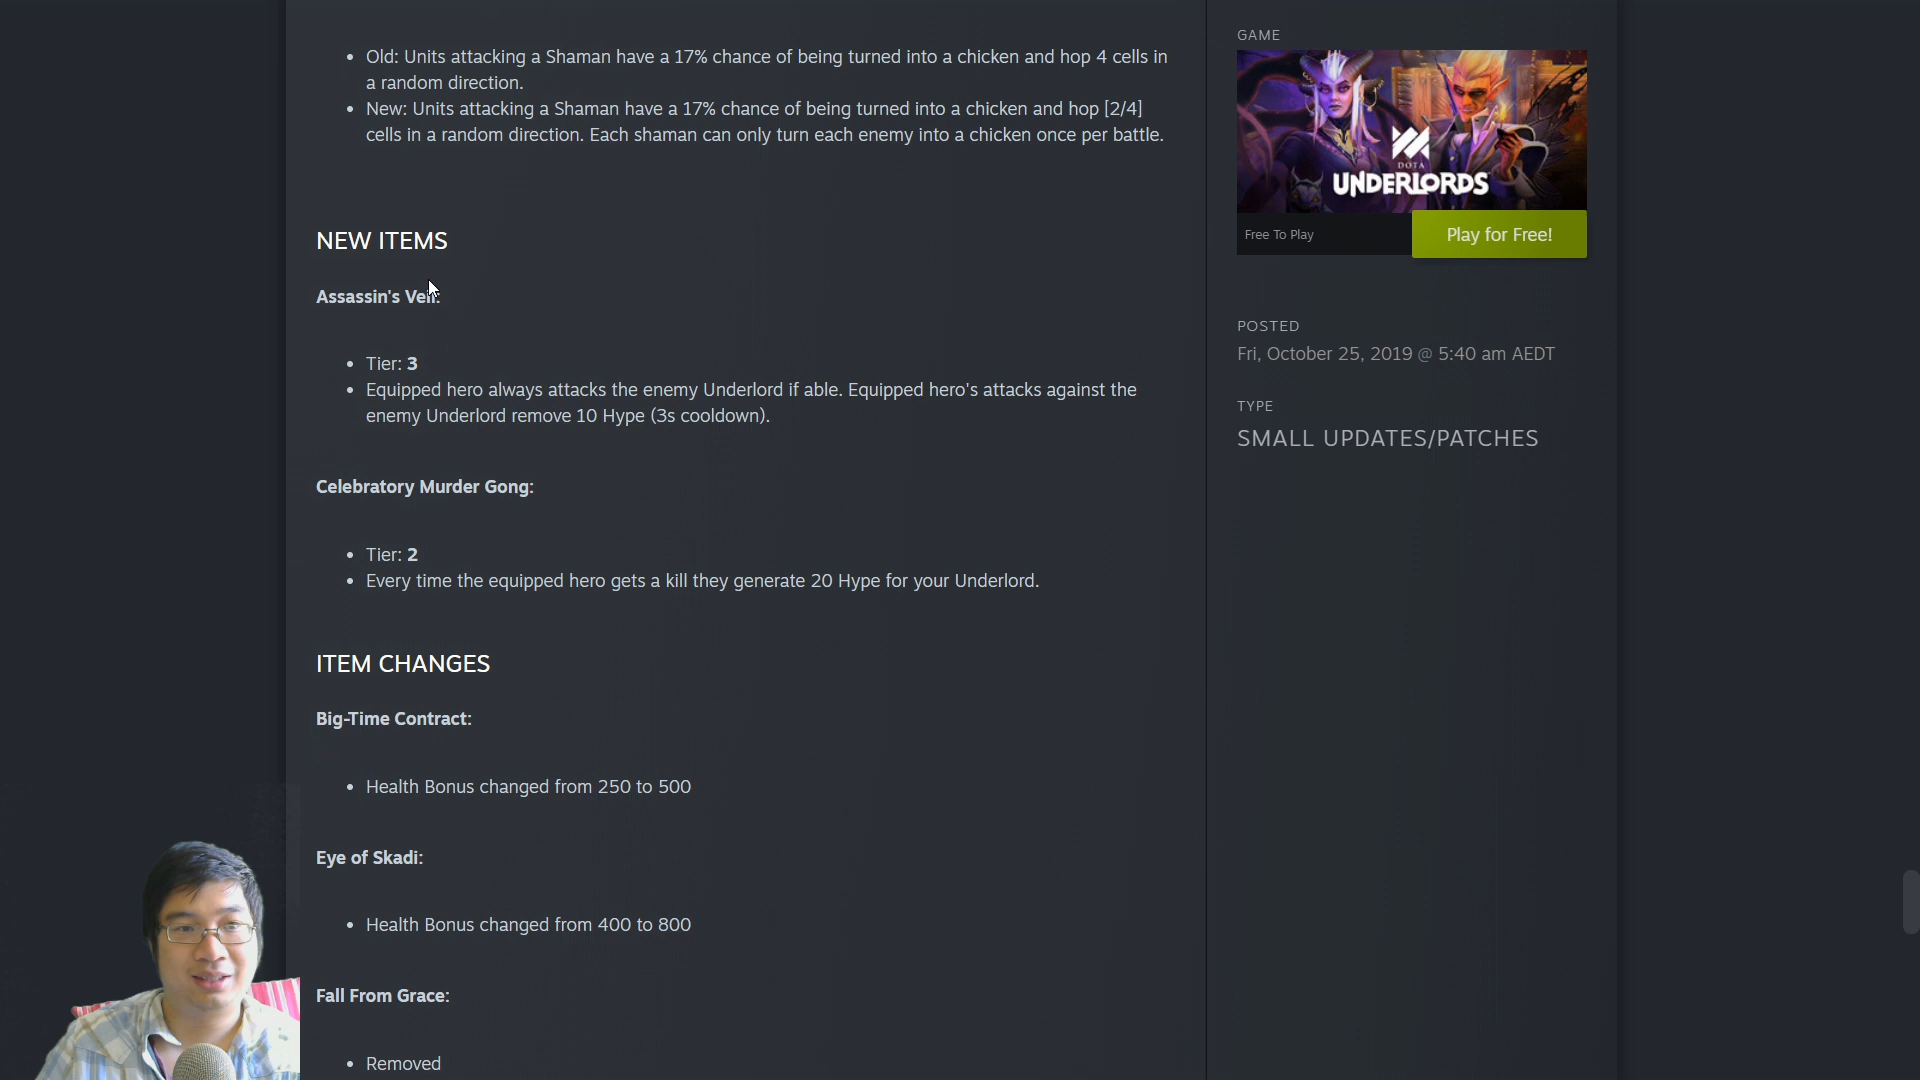 Old: Units attacking a Shaman have a 17% chance of being turned into a chicken and hop 4 cells in
a random direction.
New: Units attacking a Shaman have a 17% chance of being turned into a chicken and hop [2/4]
cells in a random direction. Each shaman can only turn each enemy into a chicken once per battle.
NEW ITEMS
Assassin's Veil:
Tier: 3
Equipped hero always attacks the enemy Underlord if able. Equipped hero's attacks against the
enemy Underlord remove 10 Hype (3s cooldown).
Celebratory Murder Gong:
Tier: 2
Every time the equipped hero gets a kill they generate 20 Hype for your Underlord.
ITEM CHANGES
Big-Time Contract:
Health Bonus changed from 250 to 500
Eye of Skadi:
Health Bonus changed from 400 to 800
Fall From Grace:
Removed
GAME
DOTA
UNDERLORDS
Free To Play
Play for Free!
POSTED
Fri, October 25, 2019 @ 5:40 am AEDT
TYPE
SMALL UPDATES/PATCHES